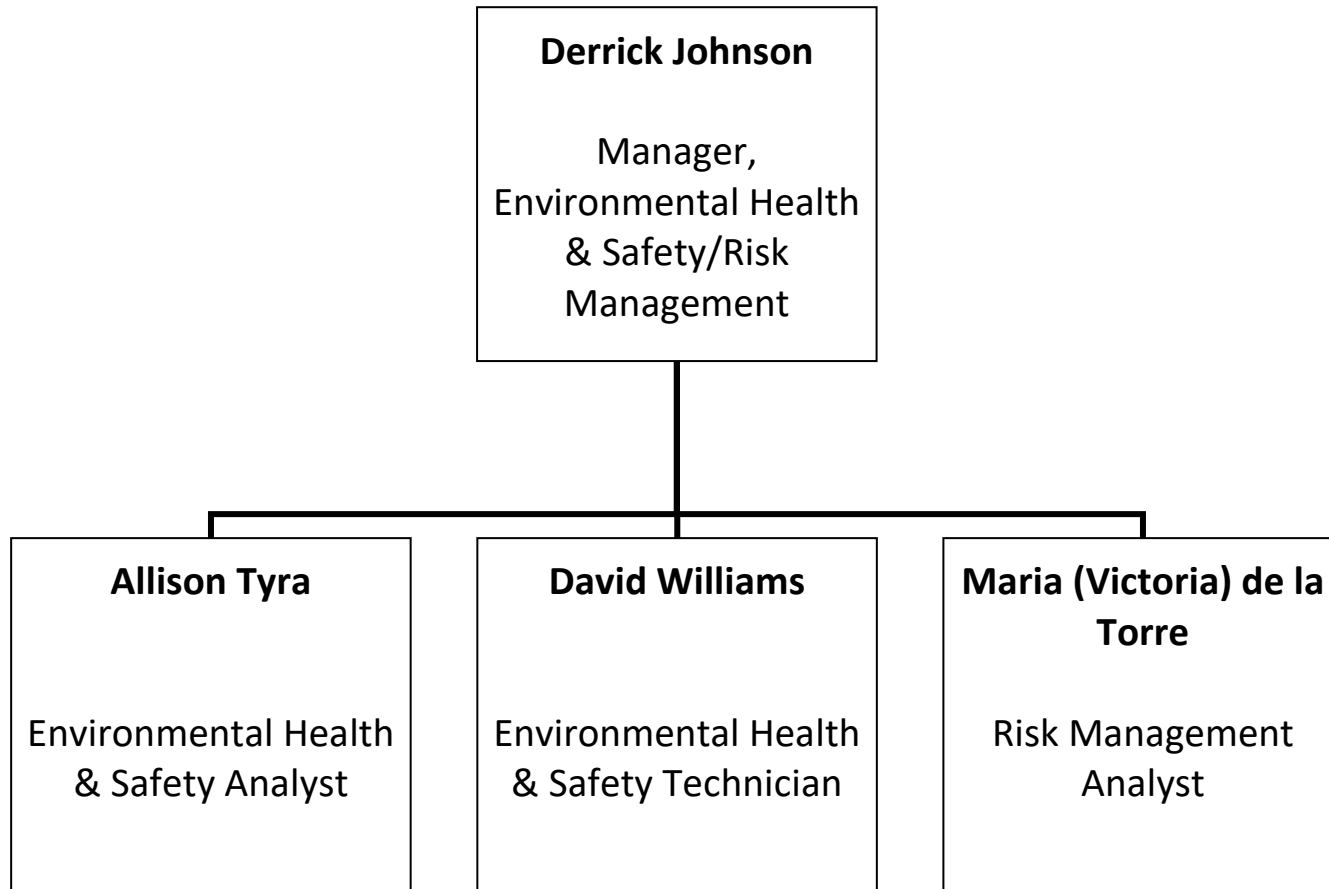 Derrick Johnson
Manager,
Environmental Health
& Safety/Risk
Management
Allison Tyra
Environmental Health
& Safety Analyst
David Williams
Environmental Health
& Safety Technician
Maria (Victoria) de la
Torre
Risk Management
Analyst